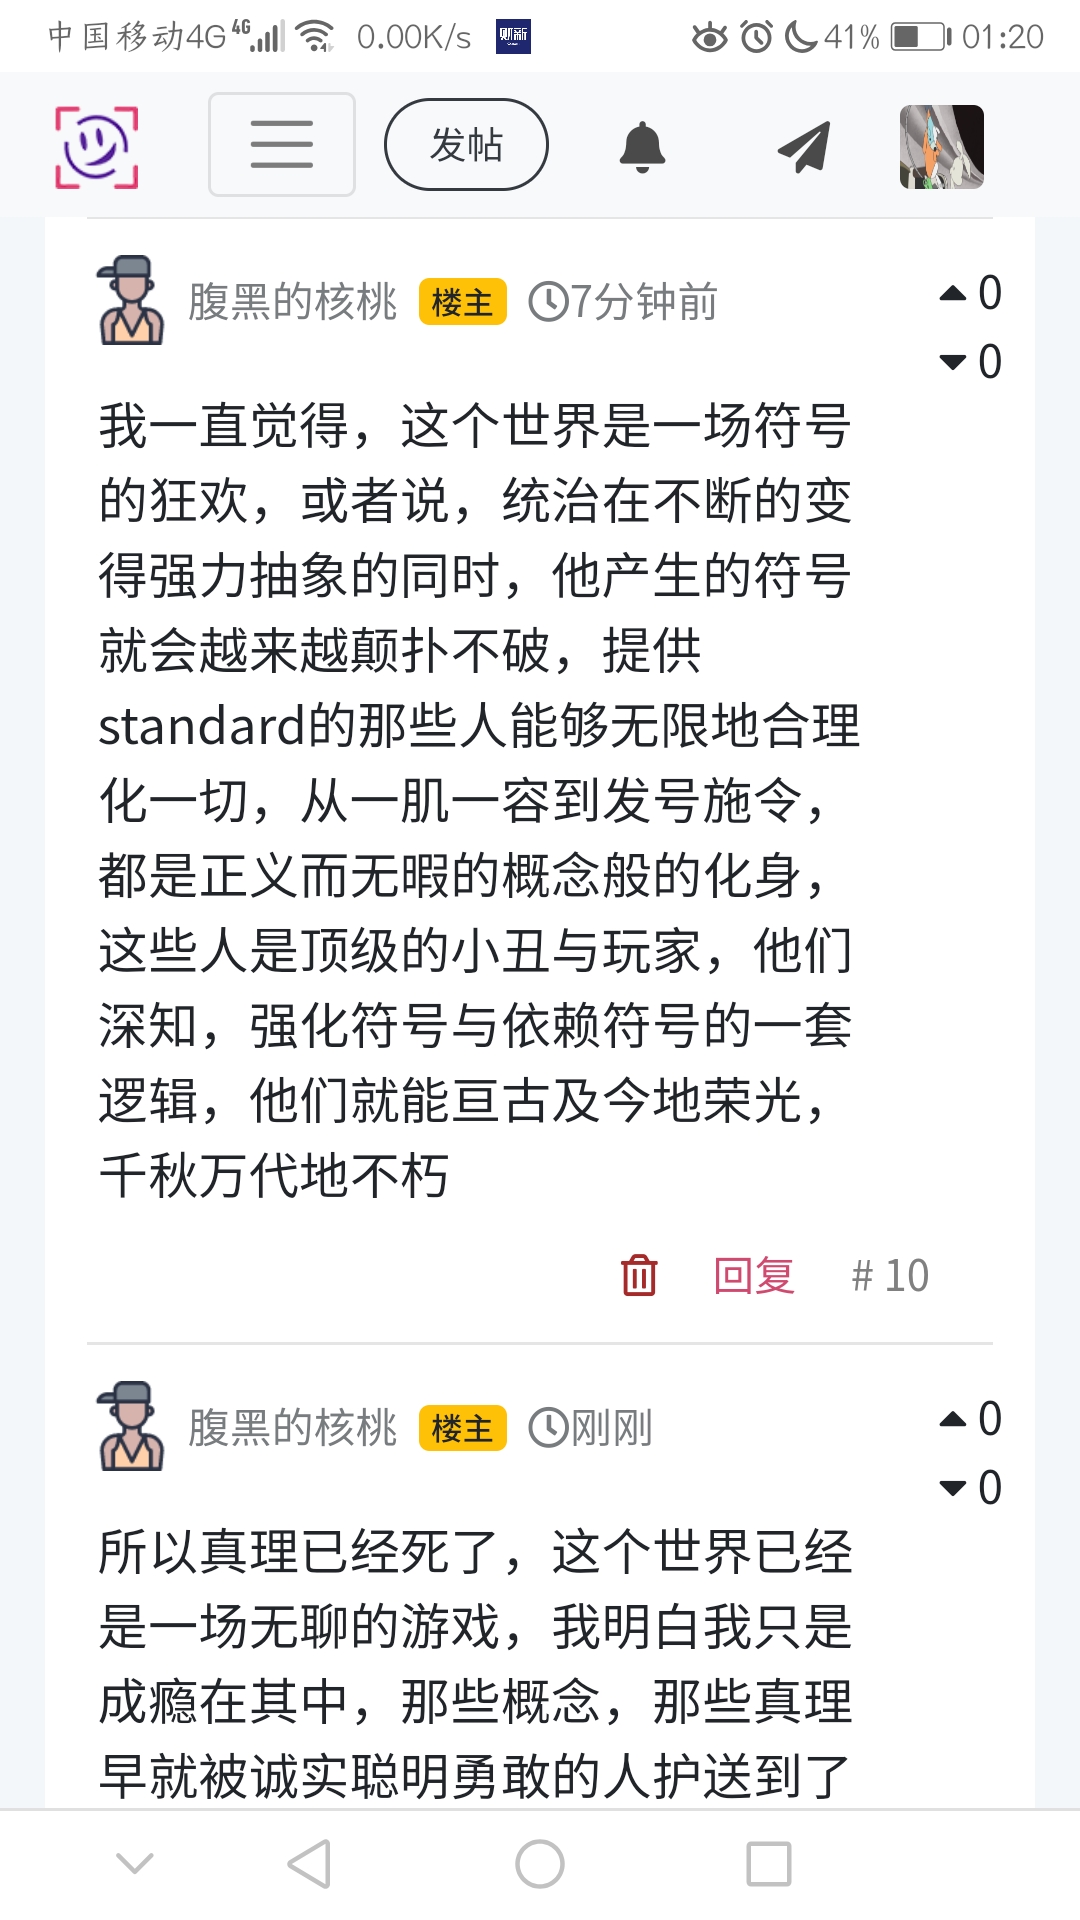 中国移动4G 4G 0.00K/s 财新 41% 01:20
发帖
腹黑的核桃 楼主 7分钟前 0
0
我一直觉得，这个世界是一场符号
的狂欢，或者说，统治在不断的变
得强力抽象的同时，他产生的符号
就会越来越颠扑不破，提供
standard的那些人能够无限地合理
化一切，从一肌一容到发号施令，
都是正义而无暇的概念般的化身，
这些人是顶级的小丑与玩家，他们
深知，强化符号与依赖符号的一套
逻辑，他们就能亘古及今地荣光，
千秋万代地不朽
回复 # 10
腹黑的核桃 楼主 刚刚 0
0
所以真理已经死了，这个世界已经
是一场无聊的游戏，我明白我只是
成瘾在其中，那些概念，那些真理
早就被诚实聪明勇敢的人护送到了